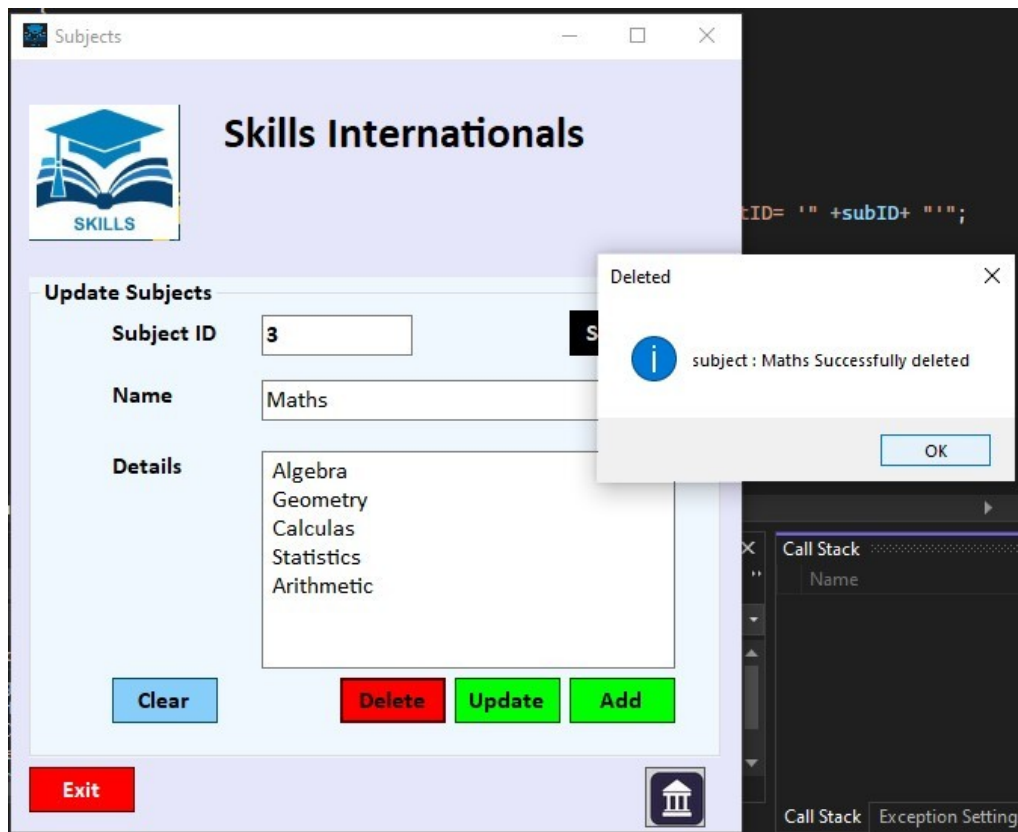 Subjects
Skills Internationals
SKILLS
tID= '" +subID+ "'";
Deleted
subject : Maths Successfully deleted
OK
Update Subjects
Subject ID
3
S
Name
Maths
Details
Algebra
Geometry
Calculas
Statistics
Arithmetic
Clear
Delete
Update
Add
Exit
Call Stack
Name
Call Stack
Exception Setting